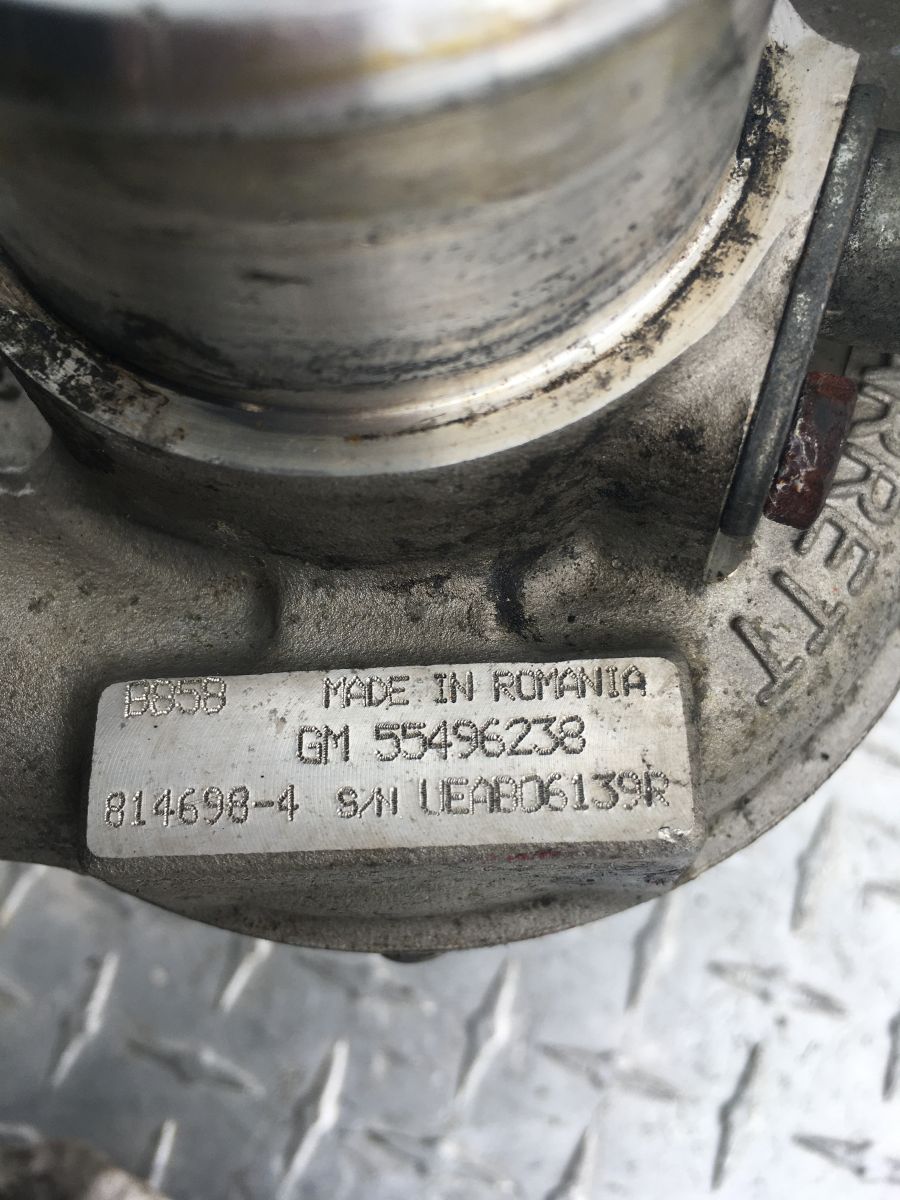 B858 MADE IN ROMANIA
GM 55496238
814698-4 S/N UEAB06139R